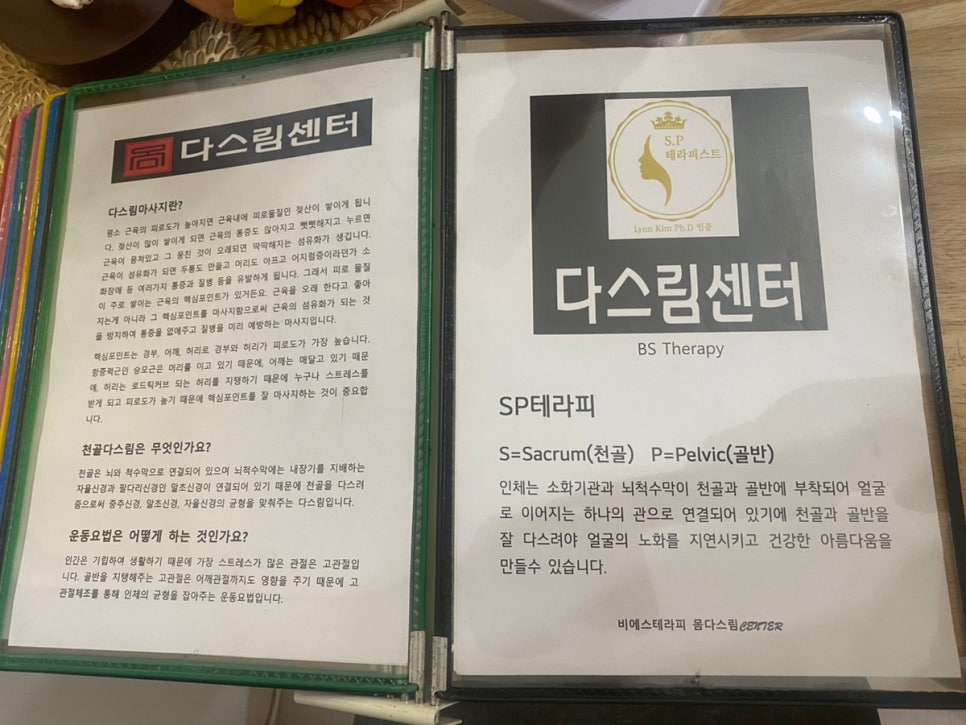 몸 다스림센터
다스림마사지란?
평소 근육의 피로도가 높아지면 근육내에 피로물질인 젖산이 쌓이게 됩니
다. 젖산이 많이 쌓이게 되면 근육의 통증도 많아지고 뻣뻣해지고 누르면
근육이 뭉쳐있고 그 뭉친 것이 오래되면 딱딱해지는 섬유화가 생깁니다.
근육이 섬유화가 되면 두통도 만들고 머리도 아프고 어지럼증이라던가 소
화장애 등 여러가지 통증과 질병 등을 유발하게 됩니다. 그래서 피로 물질
이 주로 쌓이는 근육의 핵심포인트가 있거든요. 근육을 오래 한다고 좋아
지는게 아니라 그 핵심포인트를 마사지함으로써 근육의 섬유화가 되는 것
을 방지하여 통증을 없애주고 질병을 미리 예방하는 마사지입니다.
핵심포인트는 경부, 어깨, 허리로 경부와 허리가 피로도가 가장 높습니다.
항중력근인 승모근은 머리를 이고 있기 때문에, 어깨는 매달고 있기 때문
에, 허리는 로드틱커브 되는 허리를 지탱하기 때문에 누구나 스트레스를
받게 되고 피로도가 높기 때문에 핵심포인트를 잘 마사지하는 것이 중요합
니다.
천골다스림은 무엇인가요?
천골은 뇌와 척수막으로 연결되어 있으며 뇌척수막에는 내장기를 지배하는
자율신경과 팔다리신경인 말초신경이 연결되어 있기 때문에 천골을 다스려
줌으로써 중추신경, 말초신경, 자율신경의 균형을 맞춰주는 다스림입니다.
운동요법은 어떻게 하는 것인가요?
인간은 기립하여 생활하기 때문에 가장 스트레스가 많은 관절은 고관절입
니다. 골반을 지탱해주는 고관절은 어깨관절까지도 영향을 주기 때문에 고
관절체조를 통해 인체의 균형을 잡아주는 운동요법입니다.
S.P
테라피스트
Lynn Kim Ph.D 인증
다스림센터
BS Therapy
SP테라피
S=Sacrum(천골) P=Pelvic(골반)
인체는 소화기관과 뇌척수막이 천골과 골반에 부착되어 얼굴
로 이어지는 하나의 관으로 연결되어 있기에 천골과 골반을
잘 다스려야 얼굴의 노화를 지연시키고 건강한 아름다움을
만들수 있습니다.
비에스테라피 몸다스림CENTER